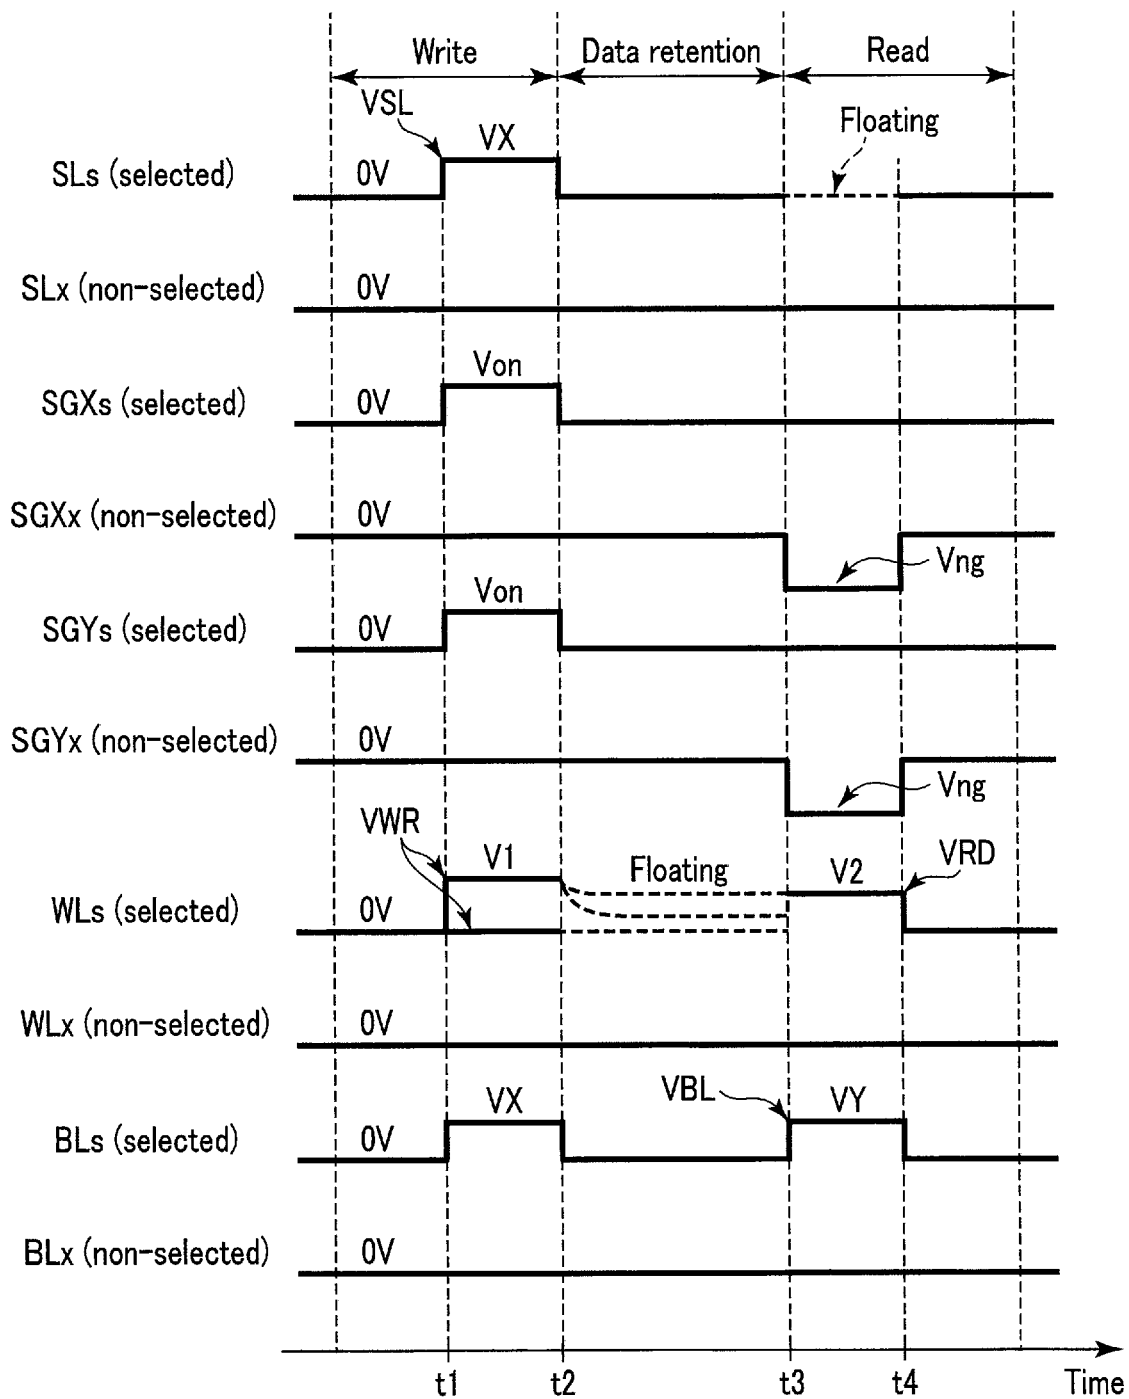 Write Data retention Read
VSL VX Floating
SLs (selected) 0V
SLx (non-selected) 0V
Von
SGXs (selected) 0V
SGXx (non-selected) 0V
Vng
Von
SGYs (selected) 0V
SGYx (non-selected) 0V
Vng
VWR V1 Floating V2 VRD
WLs (selected) 0V
WLx (non-selected) 0V
VX VBL VY
BLs (selected) 0V
BLx (non-selected) 0V
t1 t2 t3 t4 Time